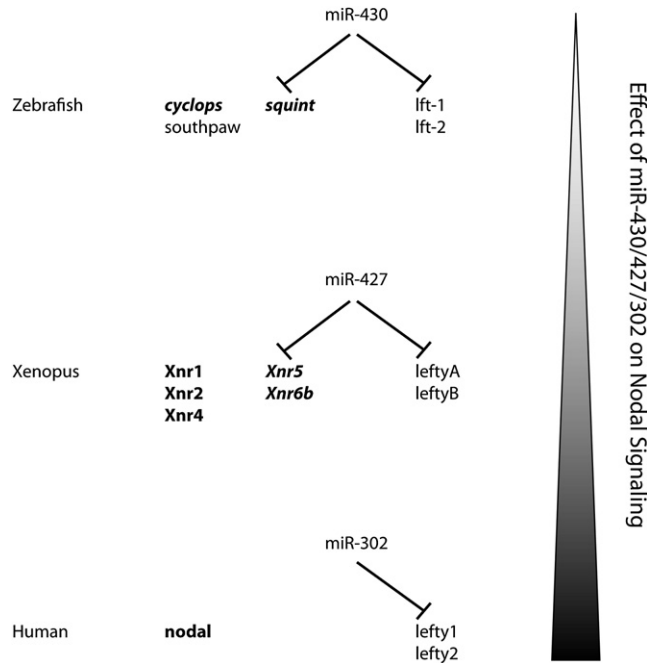 miR-430
Zebrafish cyclops squint lft-1
southpaw lft-2
miR-427
Xenopus Xnr1 Xnr5 leftyA
Xnr2 Xnr6b leftyB
Xnr4
miR-302
Human nodal lefty1
lefty2
Effect of miR-430/427/302 on Nodal Signaling